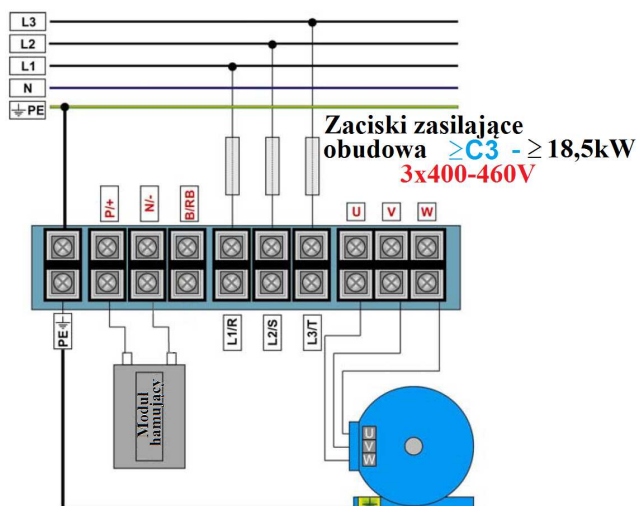 L3
L2
L1
N
PE
Zaciski zasilające
obudowa ≥C3 - ≥ 18,5kW
3x400-460V
P/+
N/-
B/RB
U
V
W
PE
L1/R
L2/S
L3/T
Moduł
hamujący
U
V
W